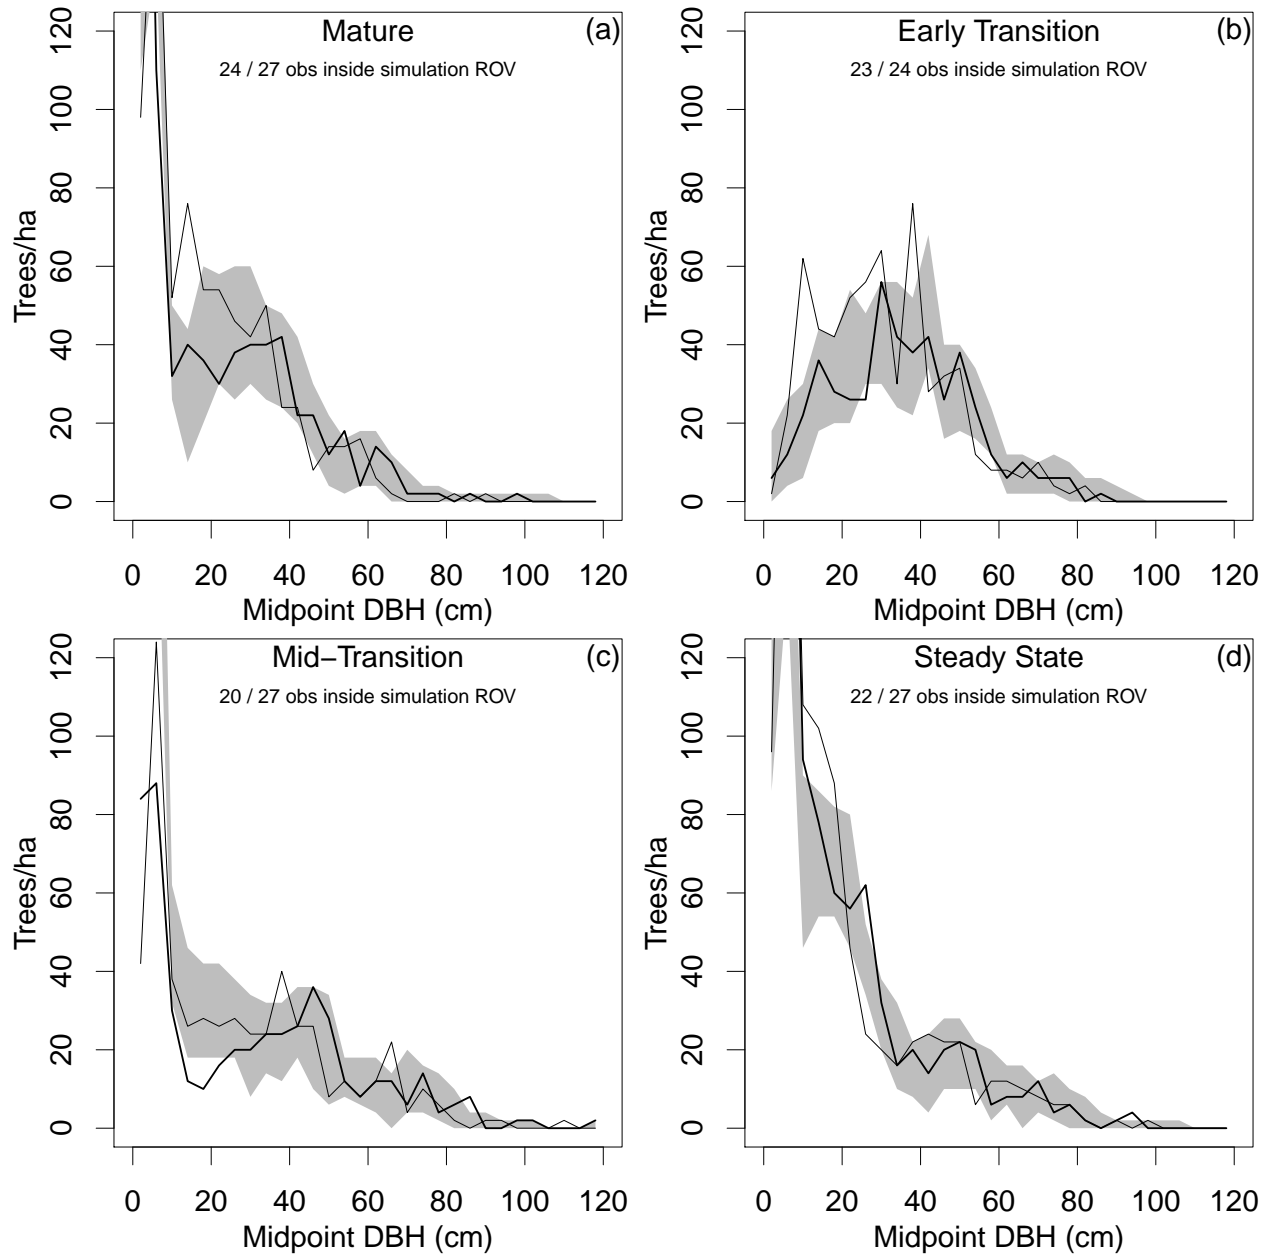 Mature
(a)
24 / 27 obs inside simulation ROV
Trees/ha
0 20 40 60 80 100 120
0 20 40 60 80 100 120
Midpoint DBH (cm)
Early Transition
(b)
23 / 24 obs inside simulation ROV
Trees/ha
0 20 40 60 80 100 120
0 20 40 60 80 100 120
Midpoint DBH (cm)
Mid−Transition
(c)
20 / 27 obs inside simulation ROV
Trees/ha
0 20 40 60 80 100 120
0 20 40 60 80 100 120
Midpoint DBH (cm)
Steady State
(d)
22 / 27 obs inside simulation ROV
Trees/ha
0 20 40 60 80 100 120
0 20 40 60 80 100 120
Midpoint DBH (cm)